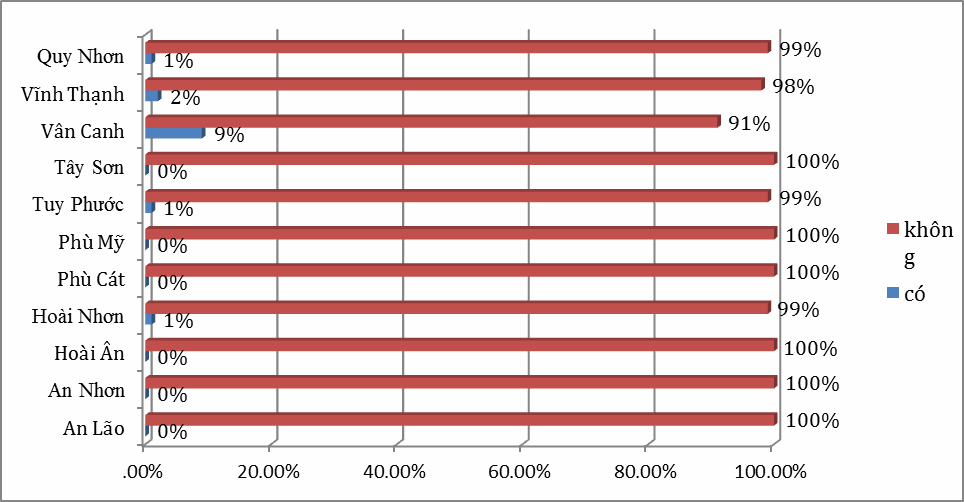 Quy Nhơn 99%
1%
Vĩnh Thạnh 98%
2%
Vân Canh 91%
9%
Tây Sơn 100%
0%
Tuy Phước 99%
1%
Phù Mỹ 100%
0%
Phù Cát 100%
0%
Hoài Nhơn 99%
1%
Hoài Ân 100%
0%
An Nhơn 100%
0%
An Lão 100%
0%
.00% 20.00% 40.00% 60.00% 80.00% 100.00%
khôn
g
có